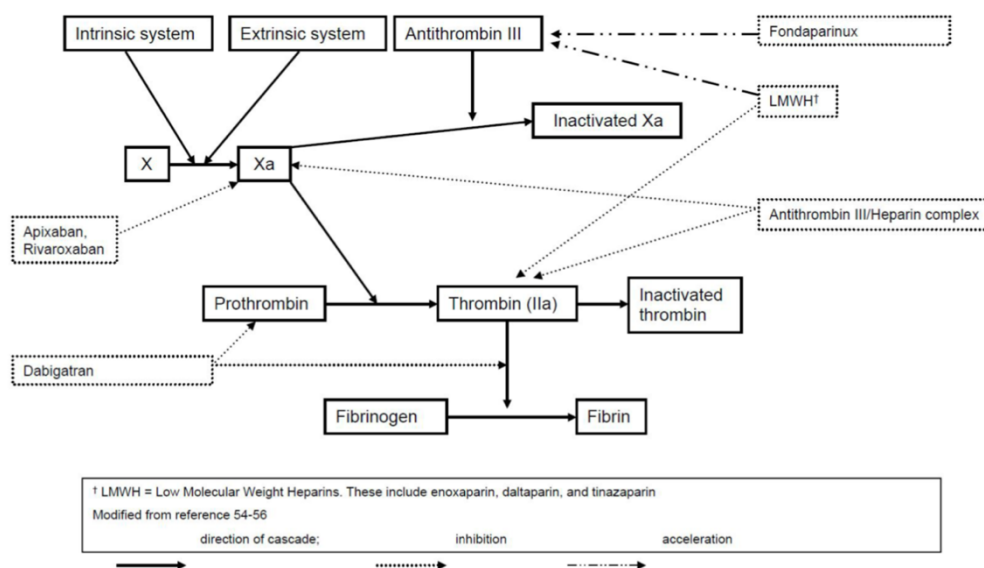 Intrinsic system
Extrinsic system
Antithrombin III
Fondaparinux
LMWH†
Inactivated Xa
X
Xa
Apixaban,
Rivaroxaban
Antithrombin III/Heparin complex
Prothrombin
Thrombin (IIa)
Inactivated
thrombin
Dabigatran
Fibrinogen
Fibrin
† LMWH = Low Molecular Weight Heparins. These include enoxaparin, daltaparin, and tinazaparin
Modified from reference 54-56
direction of cascade; inhibition acceleration